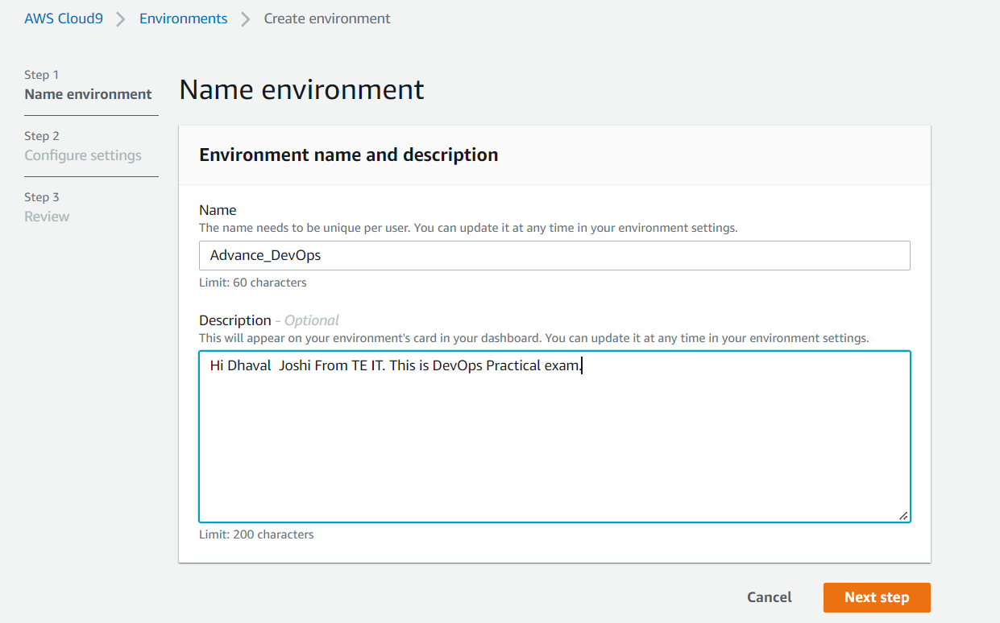 AWS Cloud9 > Environments > Create environment
Step 1
Name environment
Step 2
Configure settings
Step 3
Review
Name environment
Environment name and description
Name
The name needs to be unique per user. You can update it at any time in your environment settings.
Advance_DevOps
Limit: 60 characters
Description - Optional
This will appear on your environment's card in your dashboard. You can update it at any time in your environment settings.
Hi Dhaval  Joshi From TE IT. This is DevOps Practical exam.
Limit: 200 characters
Cancel
Next step